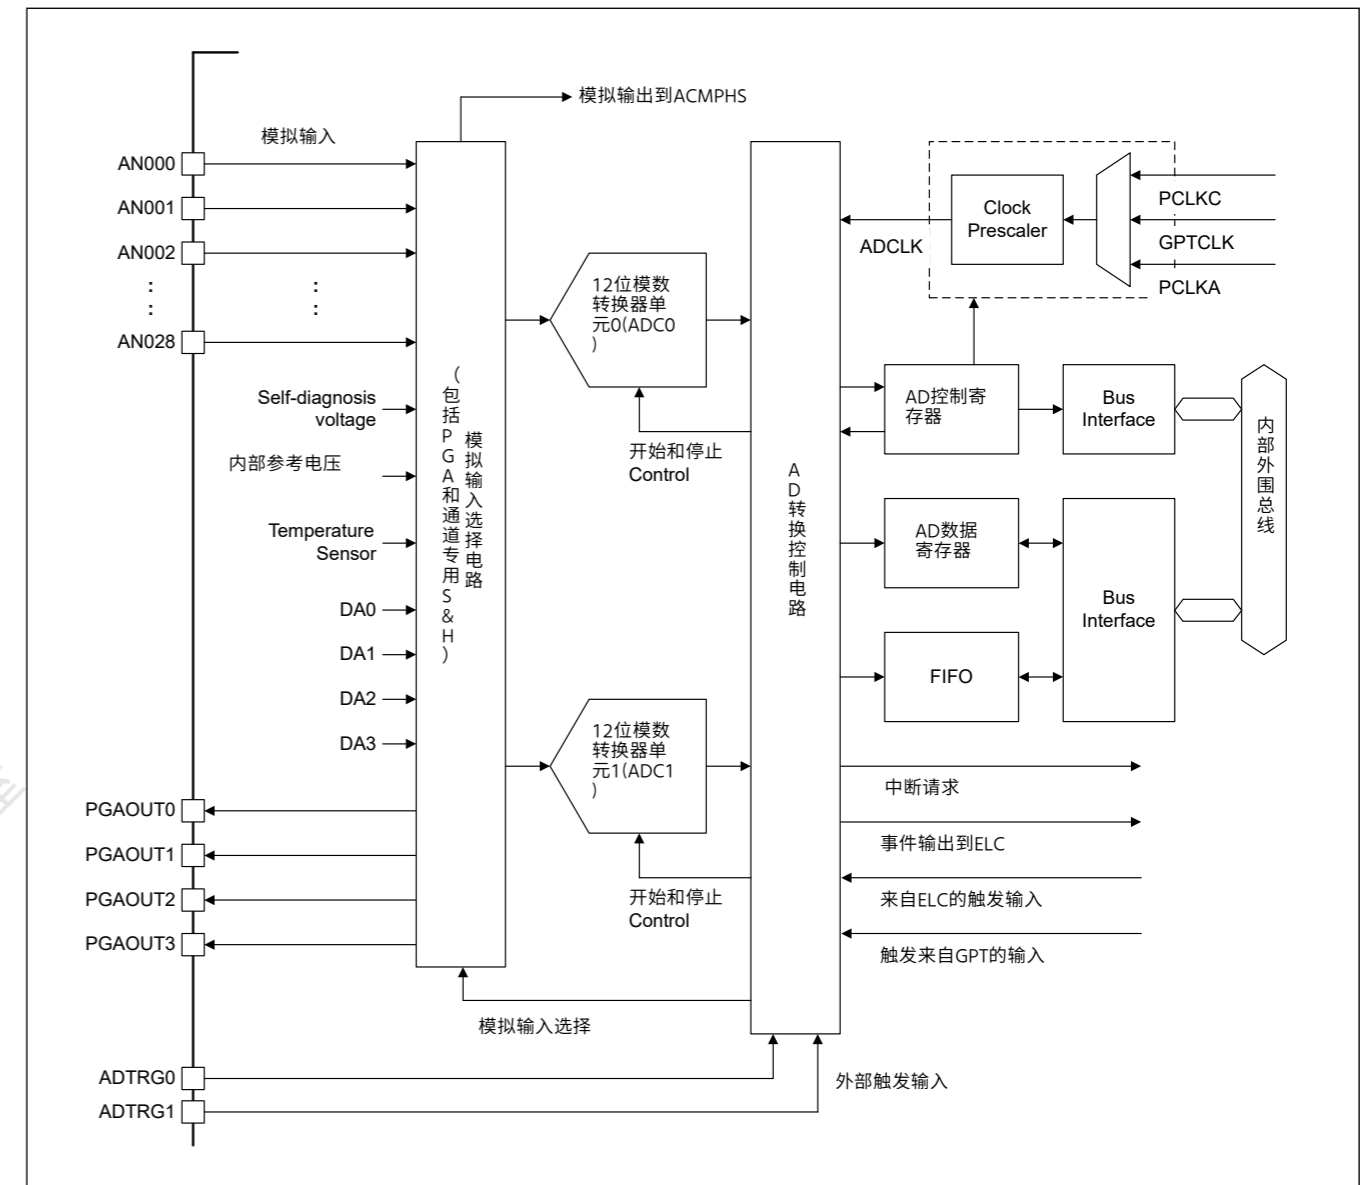 模拟输出到ACMPHS
模拟输入
AN000
AN001
AN002
AN028
Self-diagnosis
voltage
内部参考电压
Temperature
Sensor
DA0
DA1
DA2
DA3
PGAOUT0
PGAOUT1
PGAOUT2
PGAOUT3
ADTRG0
ADTRG1
模拟输入选择电路
(包括PGA和通道专用S&H)
12位模数
转换器单
元0(ADC0
)
开始和停止
Control
12位模数
转换器单
元1(ADC1
)
开始和停止
Control
模拟输入选择
AD转换控制电路
ADCLK
Clock
Prescaler
PCLKC
GPTCLK
PCLKA
AD控制寄
存器
Bus
Interface
AD数据
寄存器
FIFO
Bus
Interface
内部外围总线
中断请求
事件输出到ELC
来自ELC的触发输入
触发来自GPT的输入
外部触发输入